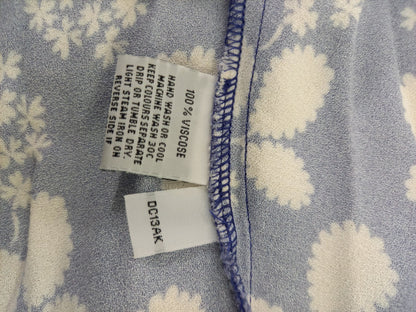 100% VISCOSE
HAND WASH OR COOL
MACHINE WASH 30C
KEEP COLOURS SEPARATE
DRIP OR TUMBLE DRY.
LIGHT STEAM IRON ON
REVERSE SIDE IF
DC13AK